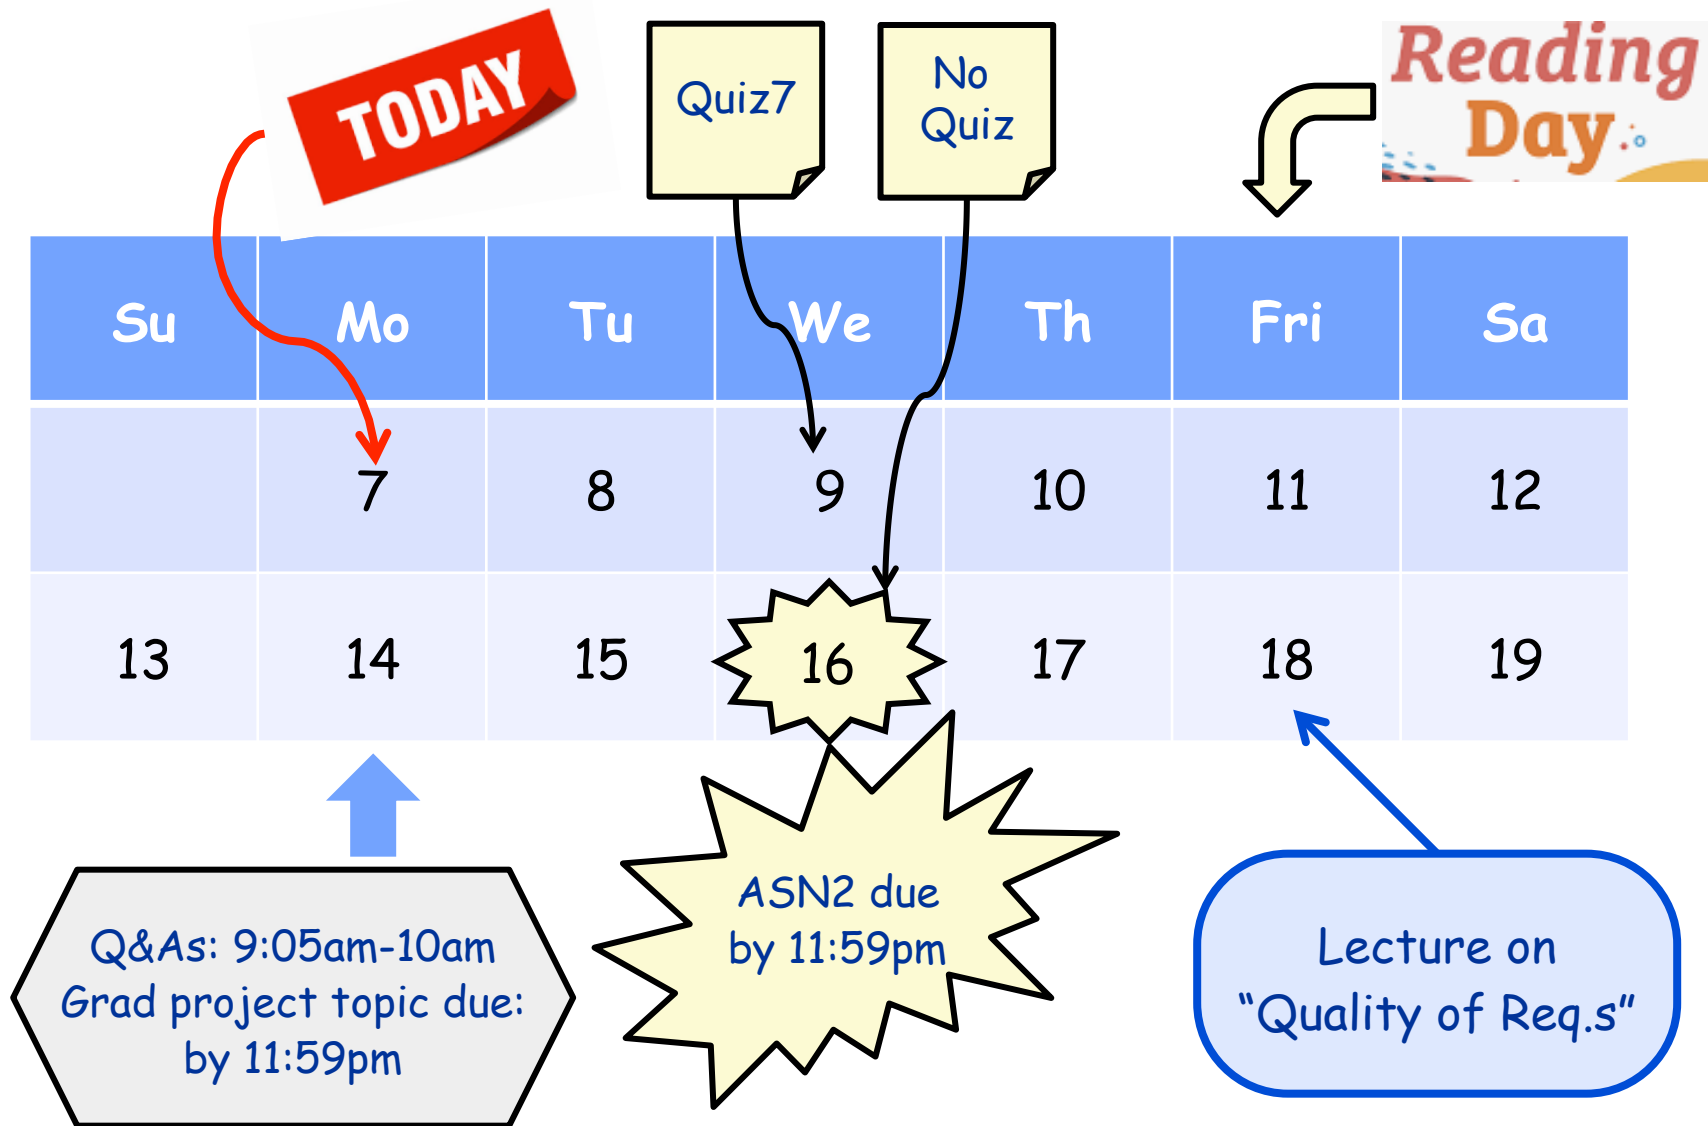 TODAY
Quiz7
No
Quiz
Reading
Day
Su Mo Tu We Th Fri Sa
7 8 9 10 11 12
13 14 15 16 17 18 19
Q&As: 9:05am-10am
Grad project topic due:
by 11:59pm
ASN2 due
by 11:59pm
Lecture on
“Quality of Req.s”